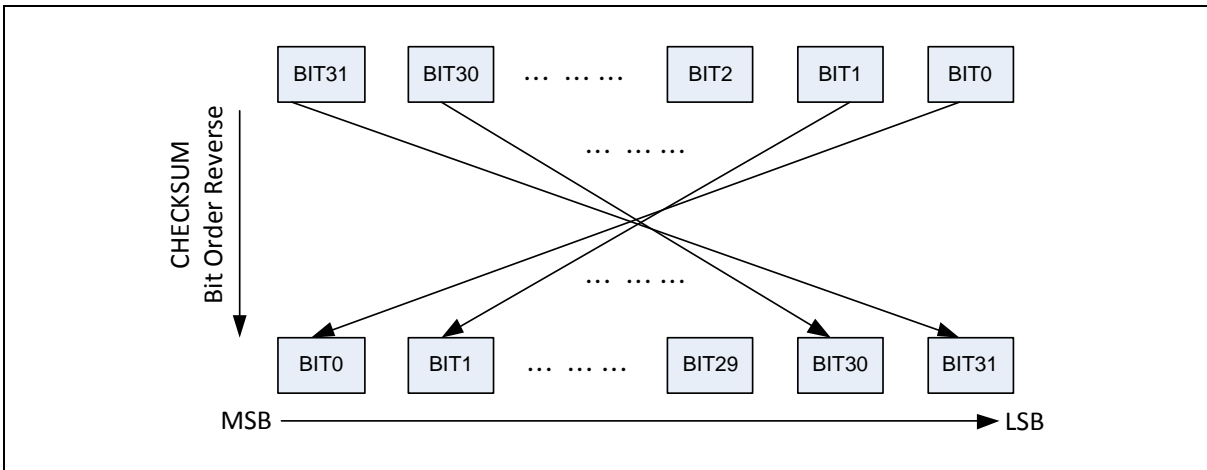 BIT31 BIT30 ... ... ... BIT2 BIT1 BIT0
... ... ...
CHECKSUM
Bit Order Reverse
... ... ...
BIT0 BIT1 ... ... ... BIT29 BIT30 BIT31
MSB LSB